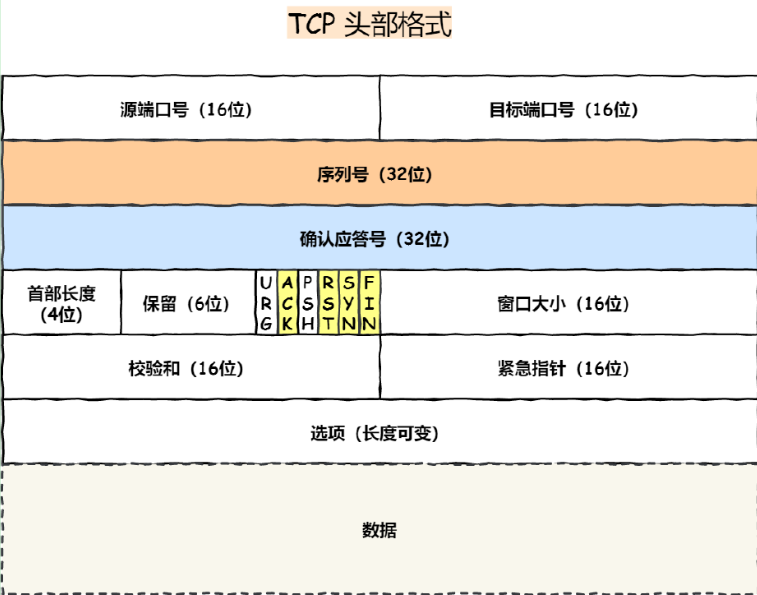 TCP 头部格式
源端口号（16位）
目标端口号（16位）
序列号（32位）
确认应答号（32位）
首部长度
（4位）
保留（6位）
URG
ACK
PSH
RST
SYN
FIN
窗口大小（16位）
校验和（16位）
紧急指针（16位）
选项（长度可变）
数据